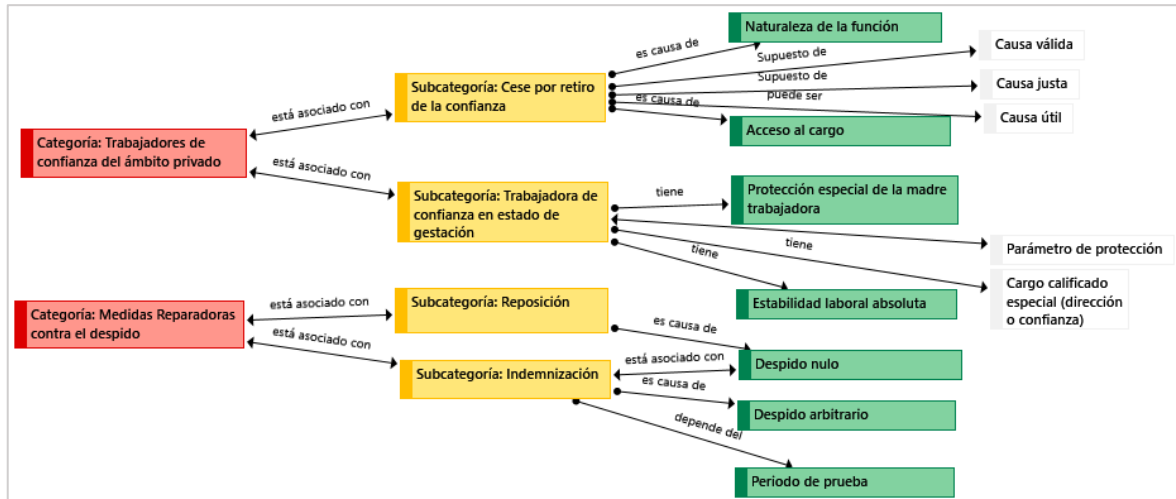 Naturaleza de la función
es causa de
Causa válida
Supuesto de
Subcategoría: Cese por retiro
de la confianza
Supuesto de
Causa justa
puede ser
es causa de
Causa útil
está asociado con
Acceso al cargo
Categoría: Trabajadores de
confianza del ámbito privado
está asociado con
Subcategoría: Trabajadora de
confianza en estado de
gestación
tiene
Protección especial de la madre
trabajadora
tiene
Parámetro de protección
tiene
Cargo calificado
especial (dirección
o confianza)
Estabilidad laboral absoluta
Categoría: Medidas Reparadoras
contra el despido
está asociado con
Subcategoría: Reposición
es causa de
está asociado con
Subcategoría: Indemnización
está asociado con
Despido nulo
es causa de
Despido arbitrario
depende del
Periodo de prueba